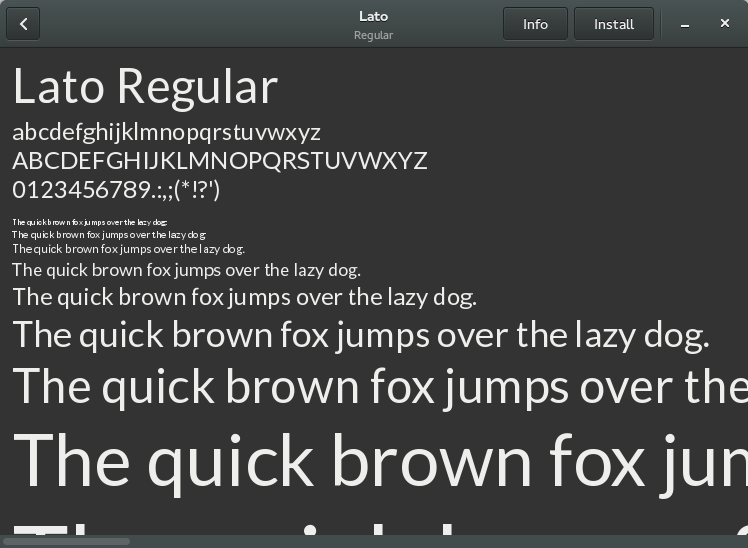 Lato
Regular
Info
Install
Lato Regular
abcdefghijklmnopqrstuvwxyz
ABCDEFGHIJKLMNOPQRSTUVWXYZ
0123456789.:,;(*!?')
The quick brown fox jumps over the lazy dog.
The quick brown fox jumps over the lazy dog.
The quick brown fox jumps over the lazy dog.
The quick brown fox jumps over the lazy dog.
The quick brown fox jumps over the lazy dog.
The quick brown fox jumps over the lazy dog.
The quick brown fox jumps over the
The quick brown fox jum